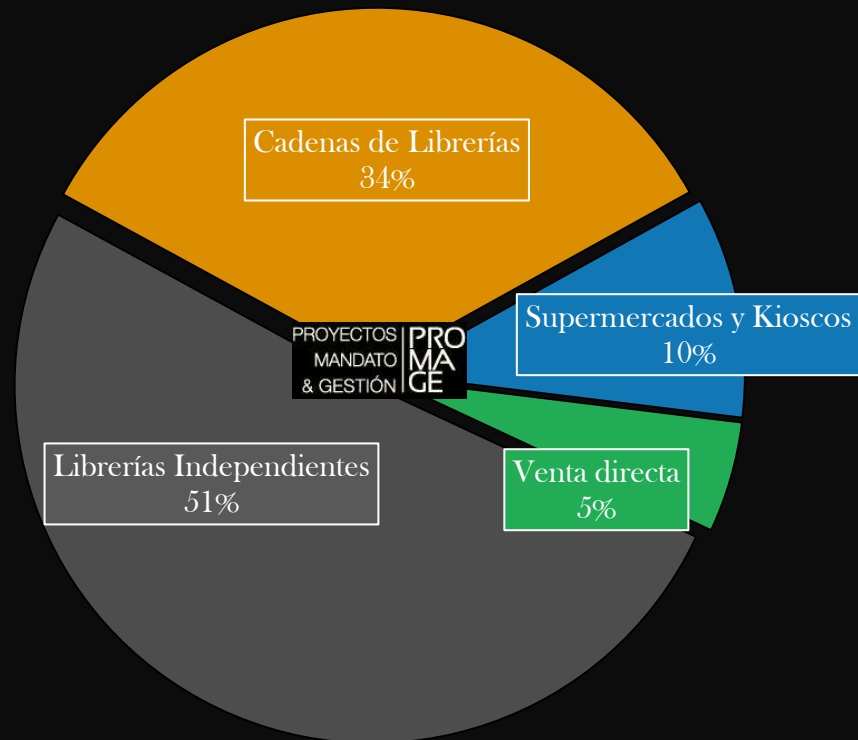 Cadenas de Librerías
34%
Supermercados y Kioscos
10%
PROYECTOS
MANDATO
& GESTIÓN
PRO
MA
GE
Librerías Independientes
51%
Venta directa
5%